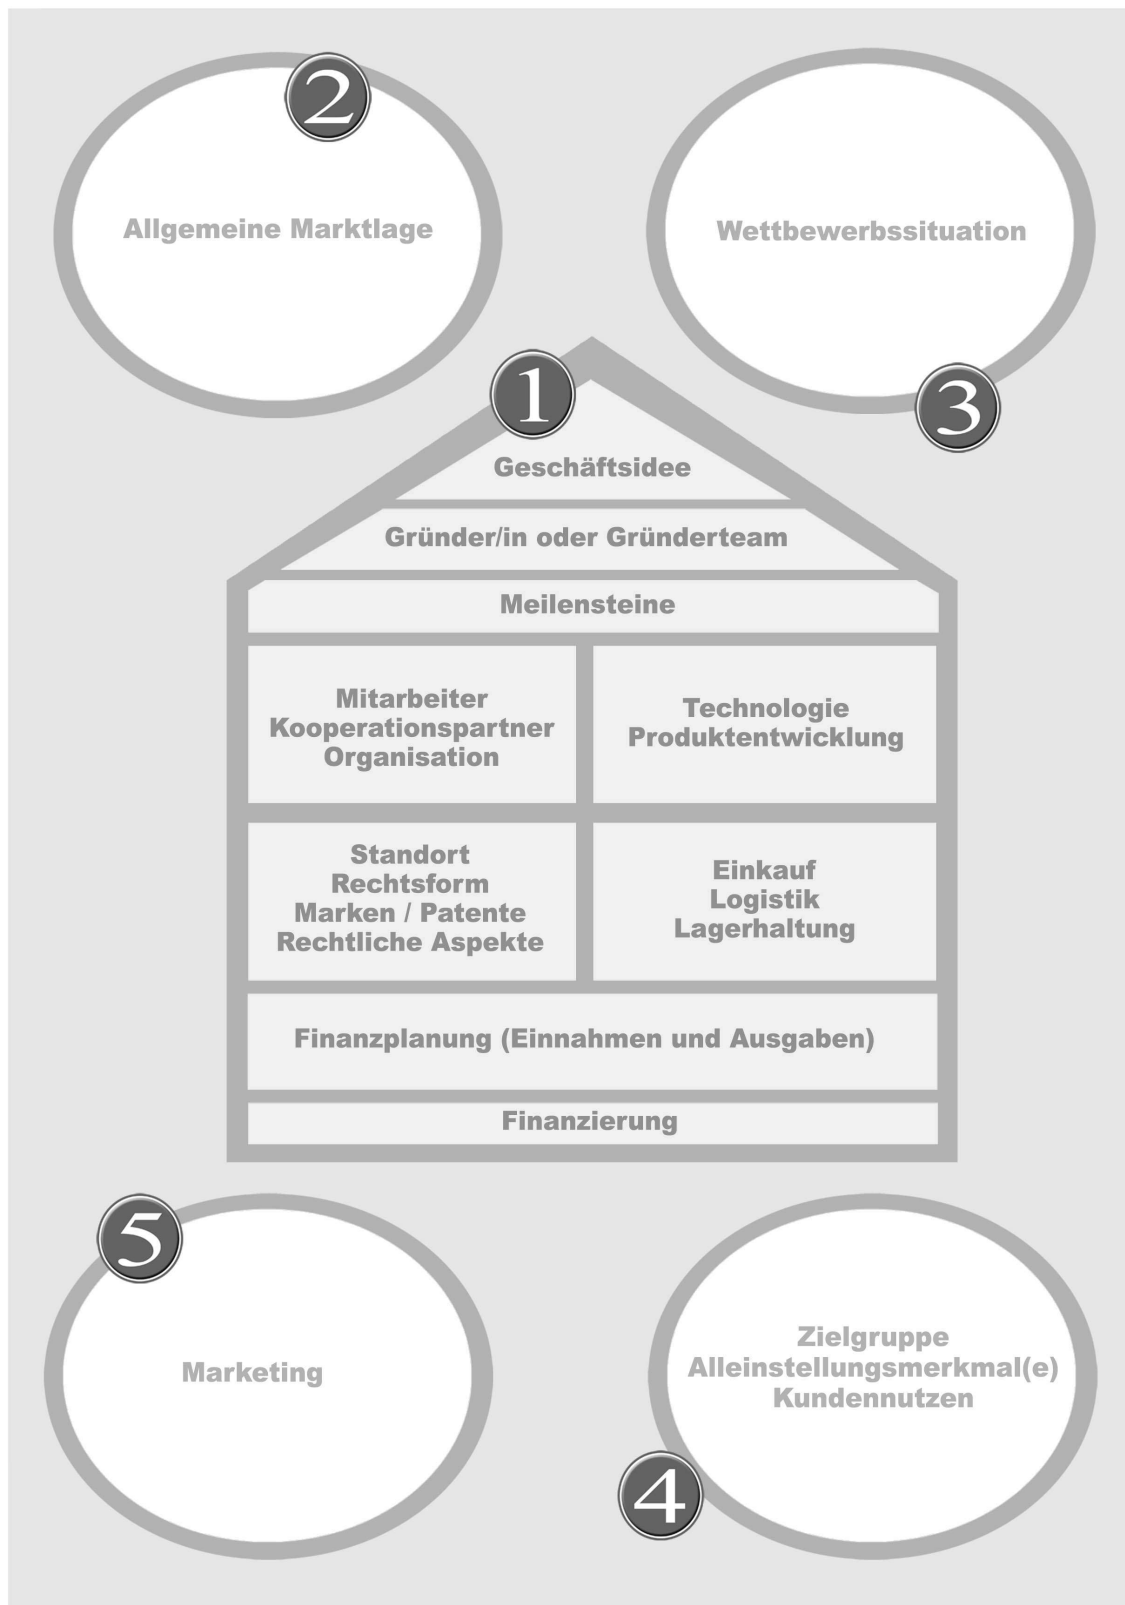 2
Allgemeine Marktlage
Wettbewerbssituation
3
1
Geschäftsidee
Gründer/in oder Gründerteam
Meilensteine
Mitarbeiter
Kooperationspartner
Organisation
Technologie
Produktentwicklung
Standort
Rechtsform
Marken / Patente
Rechtliche Aspekte
Einkauf
Logistik
Lagerhaltung
Finanzplanung (Einnahmen und Ausgaben)
Finanzierung
5
Marketing
Zielgruppe
Alleinstellungsmerkmal(e)
Kundennutzen
4